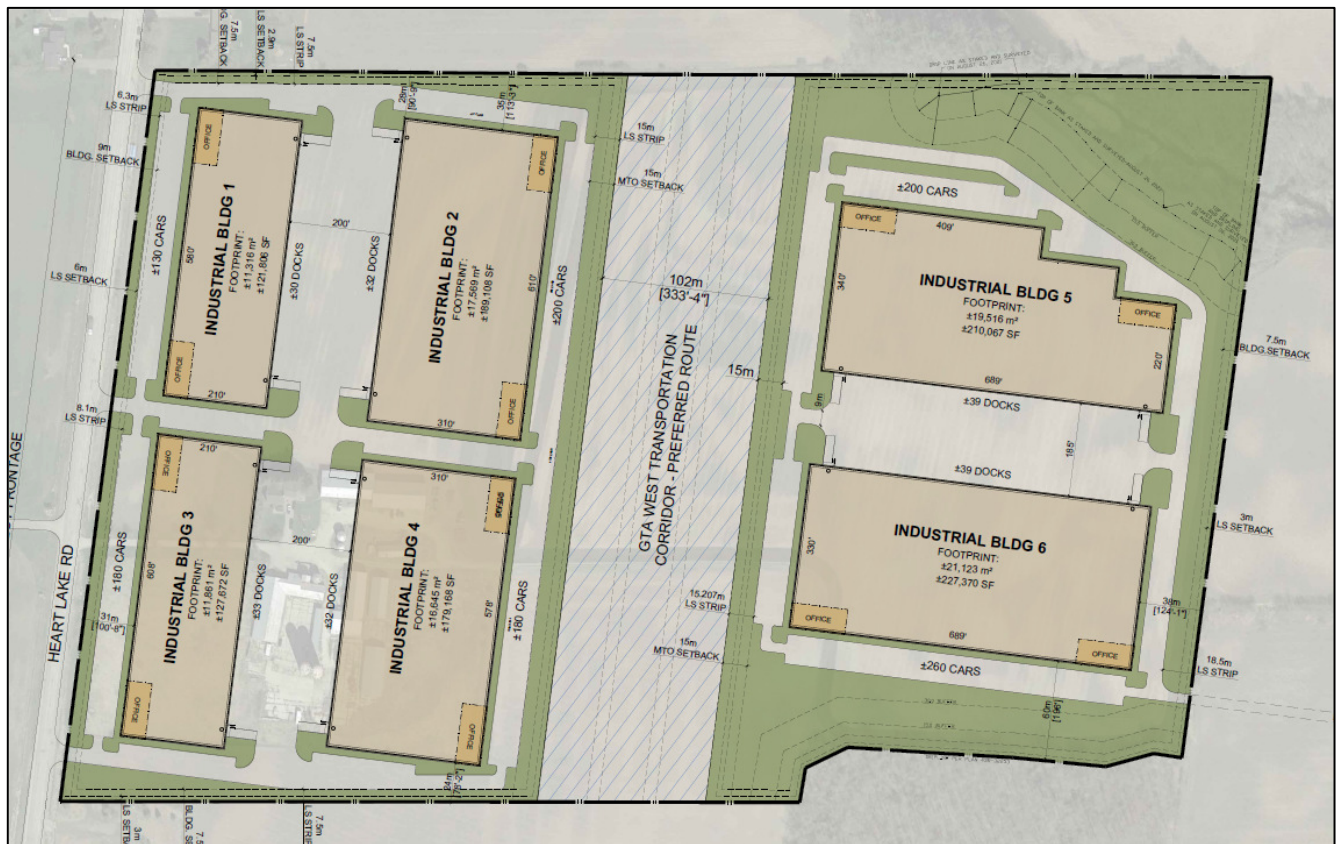 7.5m
BLDG. SETBACK
2.9m
LS SETBACK
7.5m
LS STRIP
6.3m
LS STRIP
9m
BLDG. SETBACK
6m
LS SETBACK
8.1m
LS STRIP
HEART LAKE RD
FRONTAGE
±130 CARS
±180 CARS
31m
[100'-8"]
OFFICE
INDUSTRIAL BLDG 1
FOOTPRINT:
±11,316 m²
±121,806 SF
580'
210'
OFFICE
±30 DOCKS
200'
±32 DOCKS
28m
[90'-9"]
35m
[113'-3"]
OFFICE
INDUSTRIAL BLDG 2
FOOTPRINT:
±17,569 m²
±189,108 SF
610'
310'
OFFICE
±200 CARS
OFFICE
210'
INDUSTRIAL BLDG 3
FOOTPRINT:
±11,861 m²
±127,672 SF
608'
OFFICE
±33 DOCKS
200'
±32 DOCKS
310'
INDUSTRIAL BLDG 4
FOOTPRINT:
±16,645 m²
±179,168 SF
578'
OFFICE
±180 CARS
24m
[78'-2"]
3m
LS SETBACK
7.5m
LS STRIP
15m
LS STRIP
15m
MTO SETBACK
102m
[333'-4"]
GTA WEST TRANSPORTATION
CORRIDOR - PREFERRED ROUTE
15m
15.207m
LS STRIP
15m
MTO SETBACK
±200 CARS
OFFICE
409'
340'
INDUSTRIAL BLDG 5
FOOTPRINT:
±19,516 m²
±210,067 SF
OFFICE
220'
689'
±39 DOCKS
9m
185'
±39 DOCKS
INDUSTRIAL BLDG 6
FOOTPRINT:
±21,123 m²
±227,370 SF
330'
OFFICE
689'
OFFICE
±260 CARS
60m
[196']
38m
[124'-1"]
7.5m
BLDG.SETBACK
3m
LS SETBACK
18.5m
LS STRIP